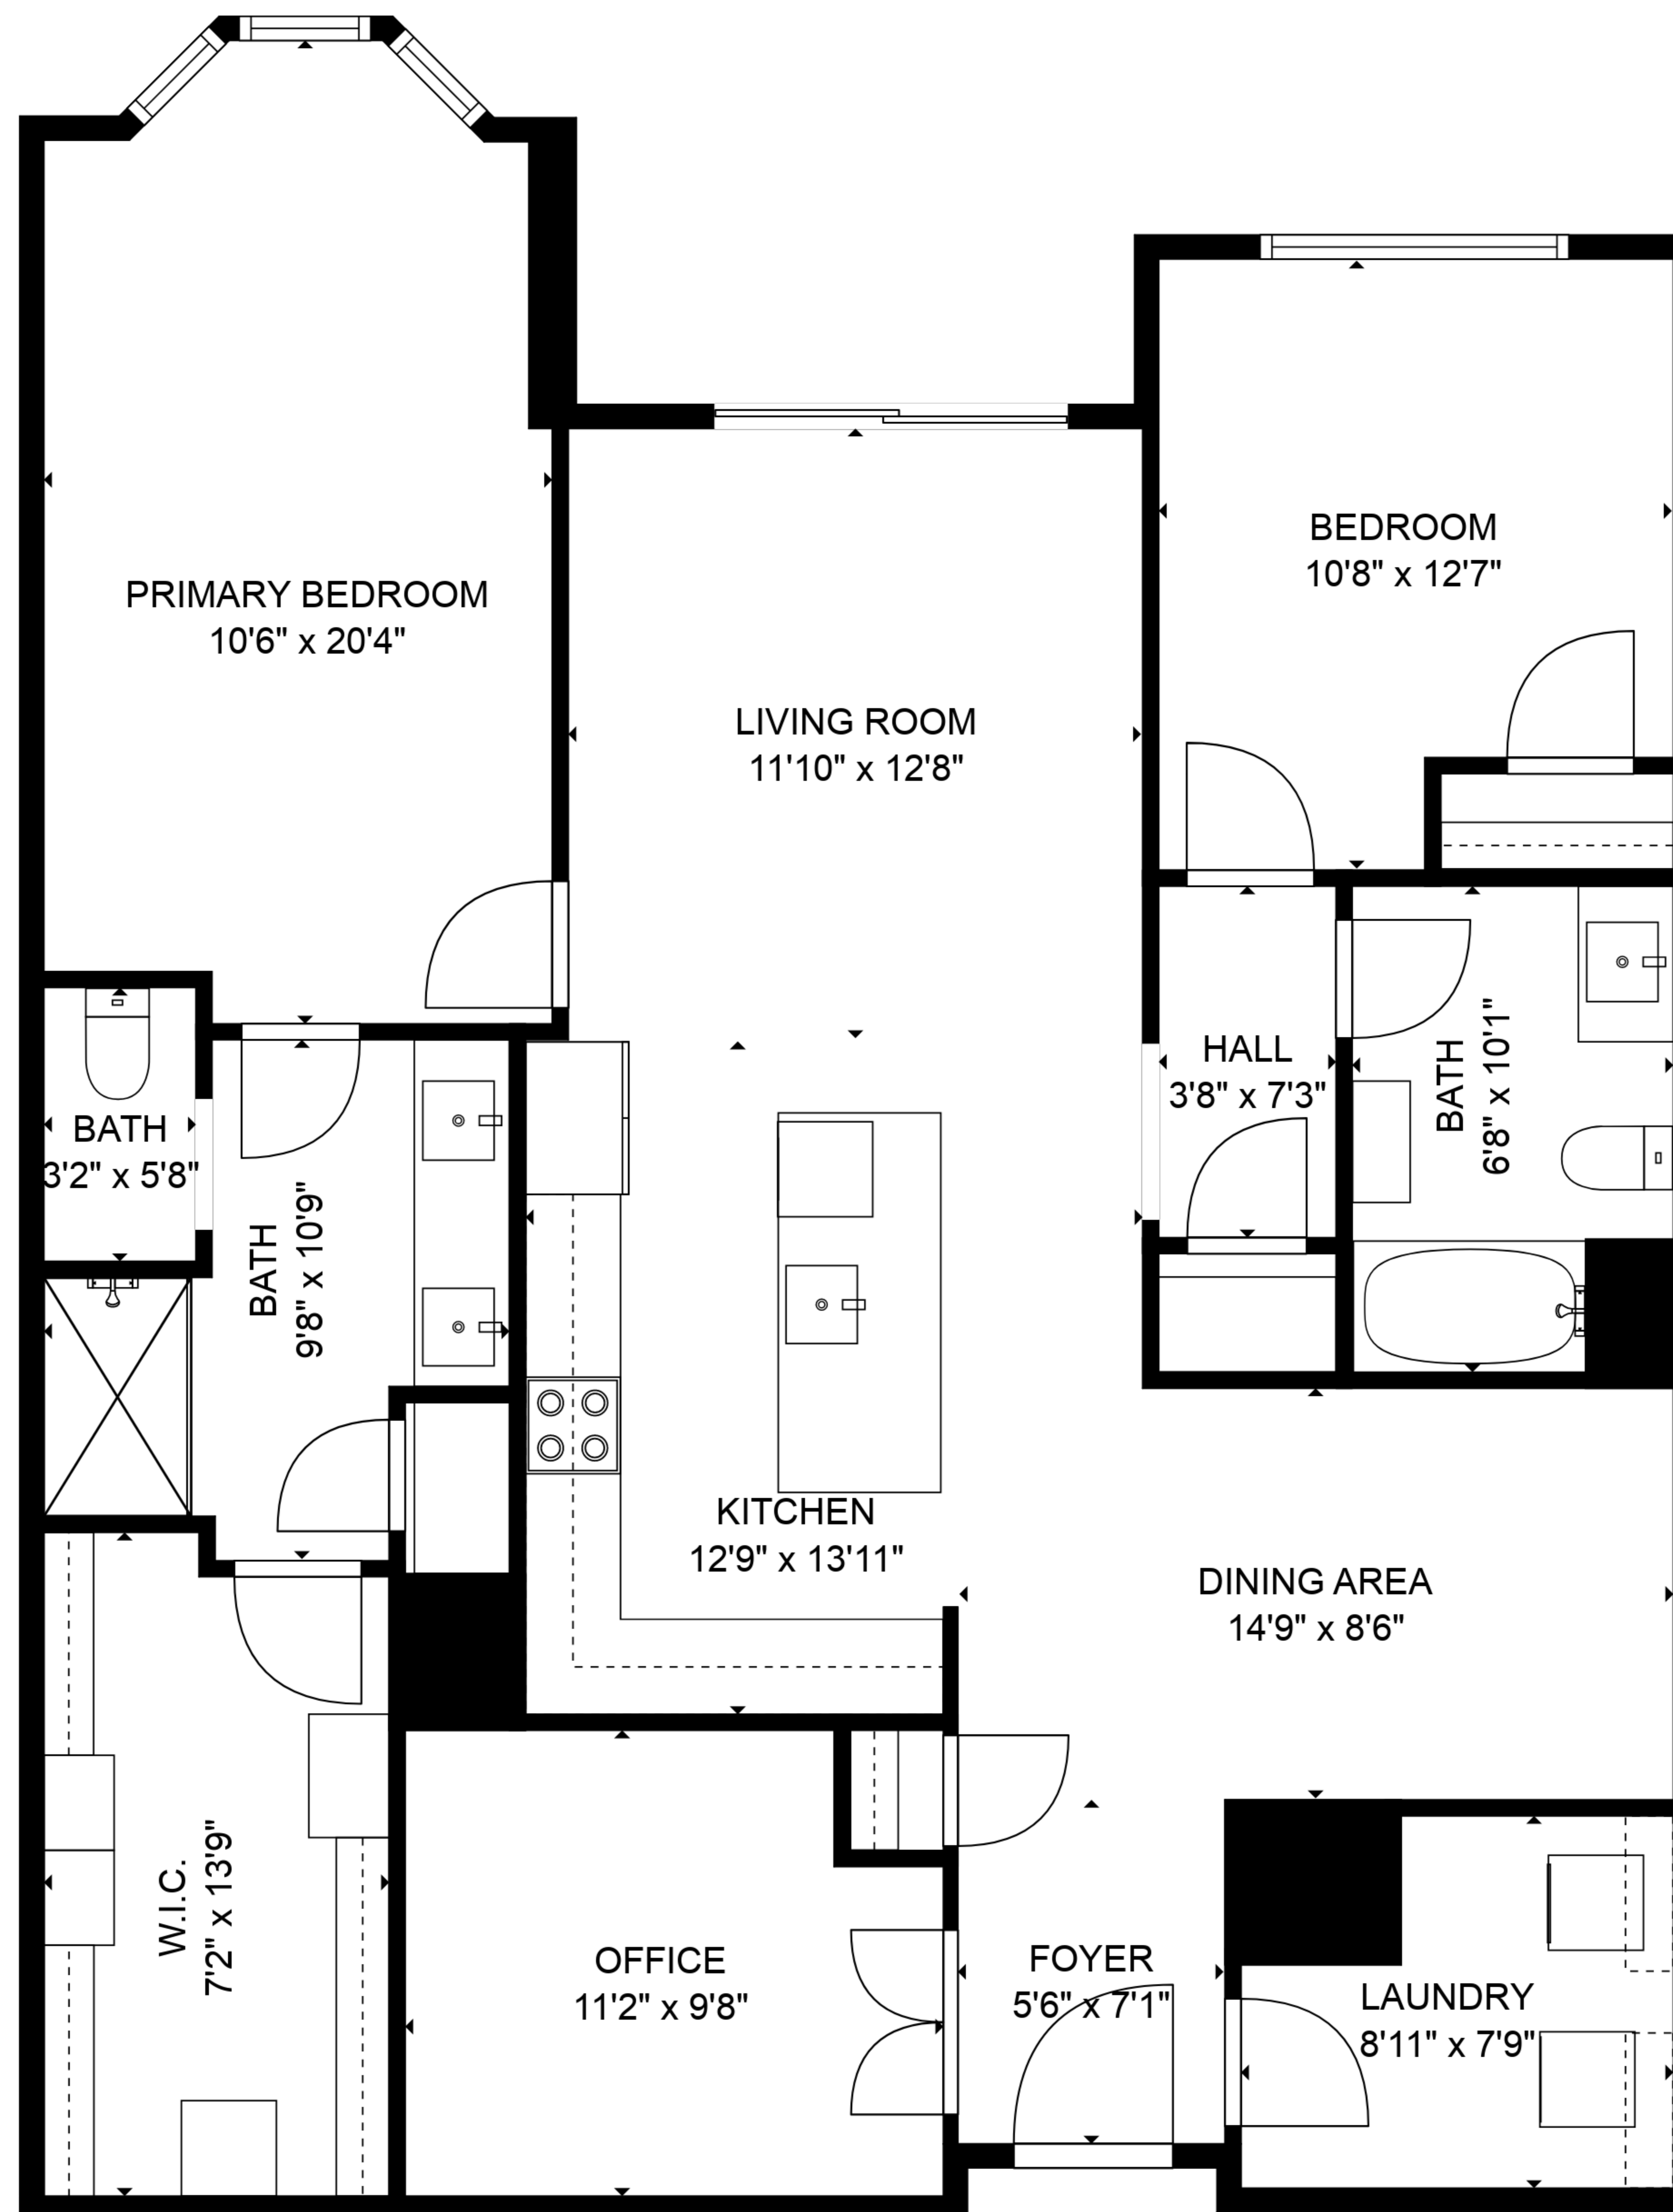 BEDROOM
10'8" x 12'7"
PRIMARY BEDROOM
10'6" x 20'4"
LIVING ROOM
11'10" x 12'8"
HALL
3'8" x 7'3"
BATH
6'8" x 10'1"
BATH
3'2" x 5'8"
BATH
9'8" x 10'9"
KITCHEN
12'9" x 13'11"
DINING AREA
14'9" x 8'6"
W.I.C.
7'2" x 13'9"
OFFICE
11'2" x 9'8"
FOYER
5'6" x 7'1"
LAUNDRY
8'11" x 7'9"